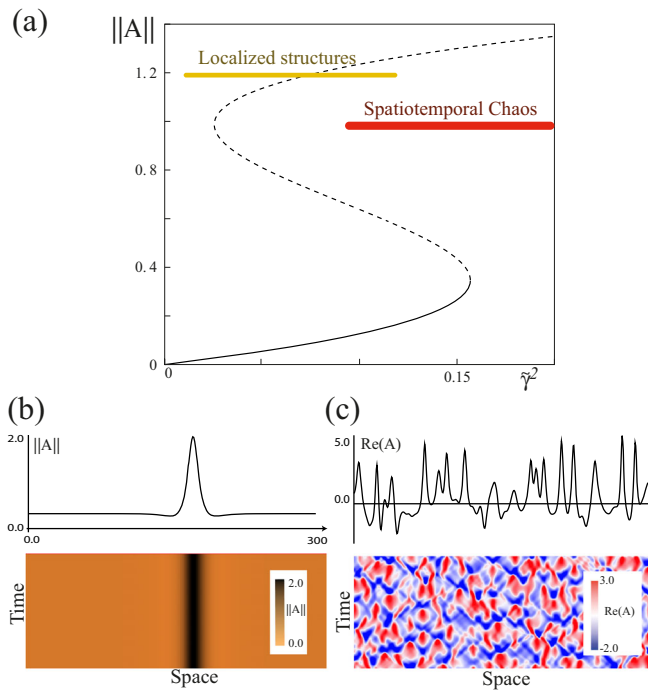 (a)
||A||
Localized structures
1.2
Spatiotemporal Chaos
0.8
0.4
0
0
0.15
γ̃²
(b)
(c)
2.0
||A||
0.0
0.0
300
5.0
Re(A)
0.0
Time
2.0
||A||
0.0
Space
Time
3.0
Re(A)
-2.0
Space